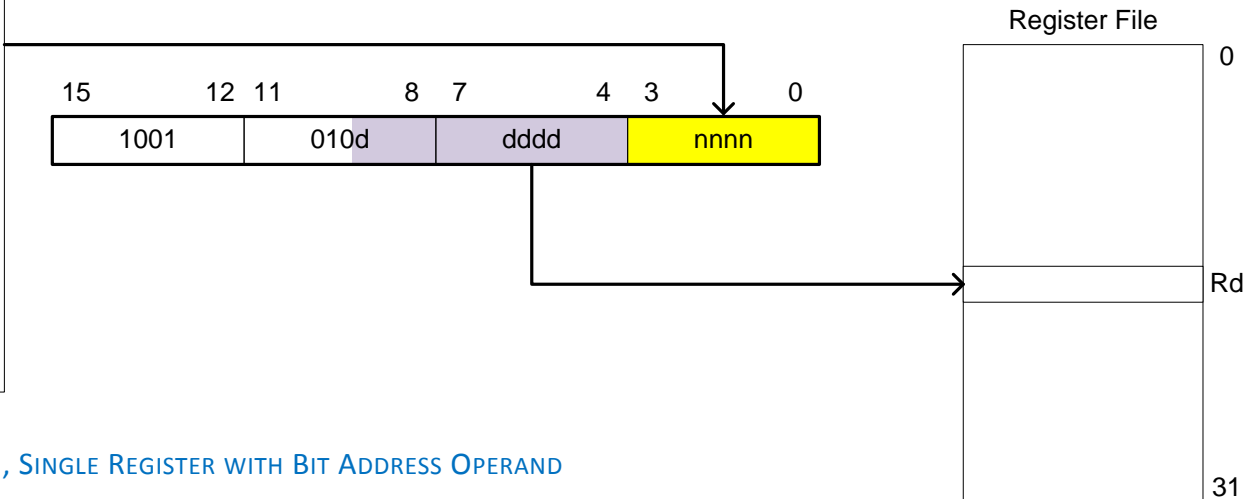 Register File
0
15 12 11 8 7 4 3 0
1001 010d dddd nnnn
Rd
, SINGLE REGISTER WITH BIT ADDRESS OPERAND
31